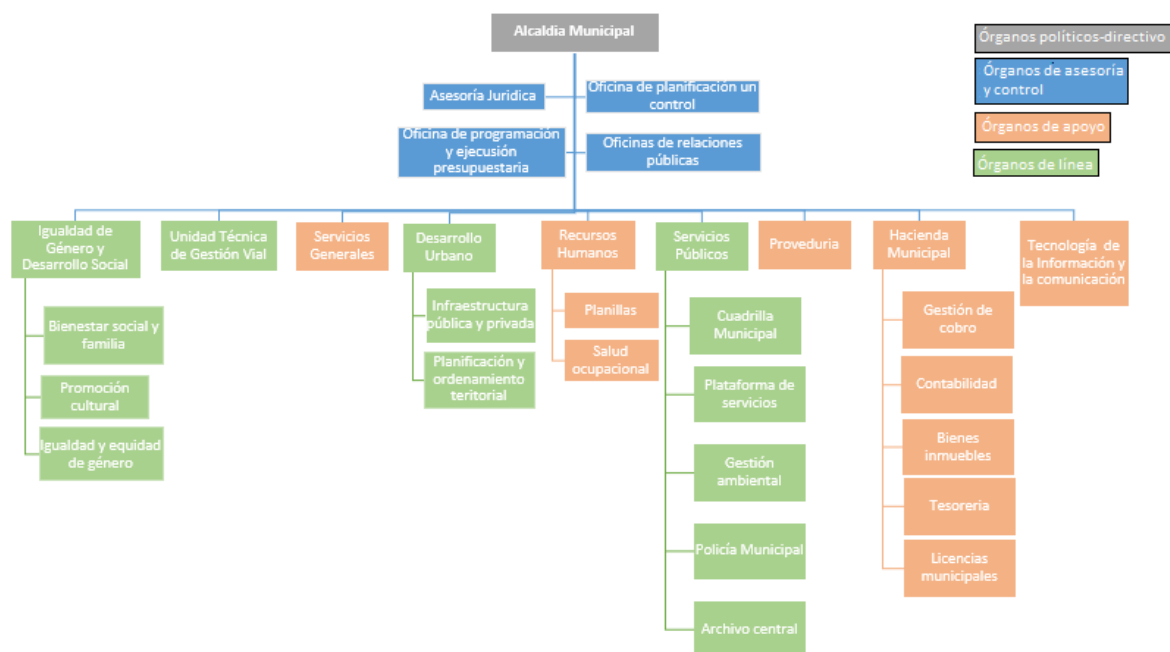 Alcaldia Municipal
Órganos políticos-directivo
Órganos de asesoría
y control
Órganos de apoyo
Órganos de línea
Asesoría Juridica
Oficina de planificación un
control
Oficina de programación
y ejecución
presupuestaria
Oficinas de relaciones
públicas
Igualdad de
Género y
Desarrollo Social
Unidad Técnica
de Gestión Vial
Servicios
Generales
Desarrollo
Urbano
Recursos
Humanos
Servicios
Públicos
Proveduria
Hacienda
Municipal
Tecnología de
la Información y
la comunicación
Bienestar social y
familia
Promoción
cultural
Igualdad y equidad
de género
Infraestructura
pública y privada
Planificación y
ordenamiento
teritorial
Planillas
Salud
ocupacional
Cuadrilla
Municipal
Plataforma de
servicios
Gestión
ambiental
Policía Municipal
Archivo central
Gestión de
cobro
Contabilidad
Bienes
inmuebles
Tesoreria
Licencias
municipales